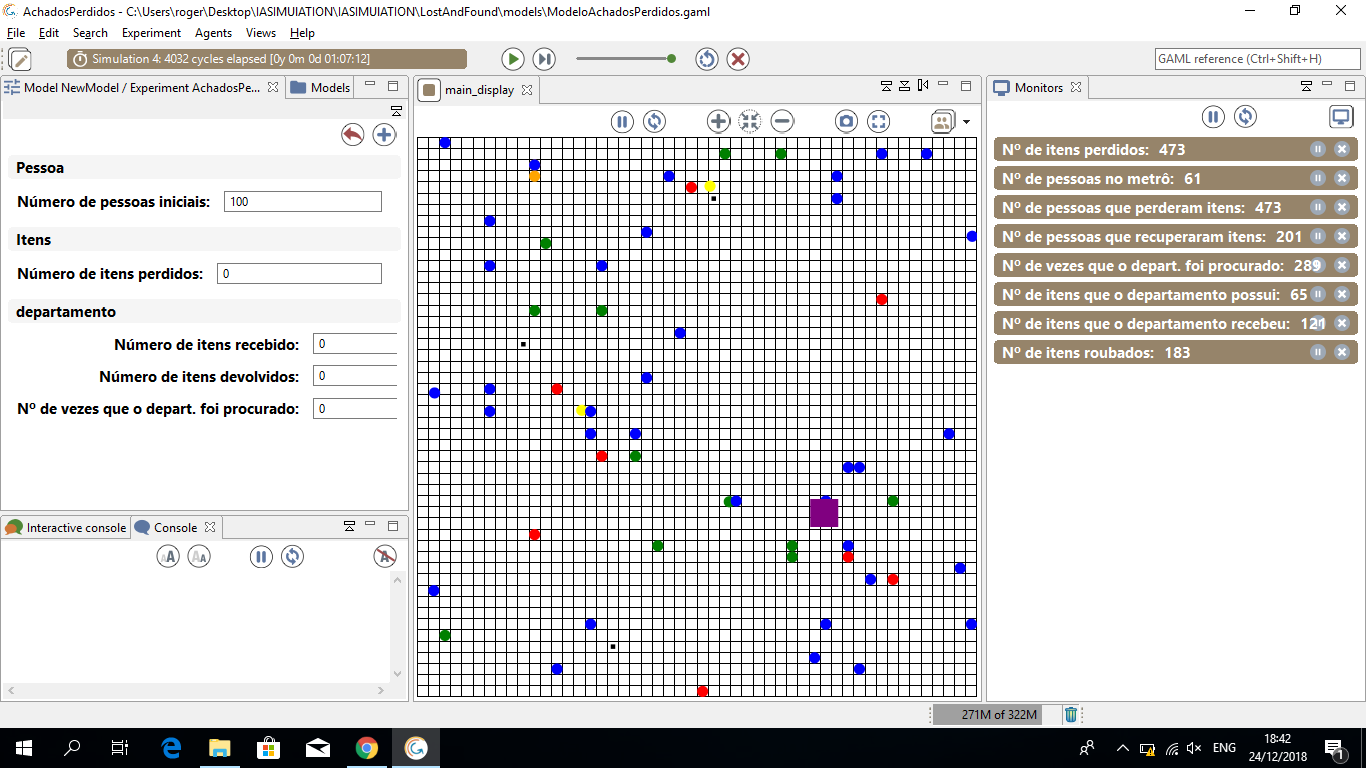 AchadosPerdidos - C:\Users\roger\Desktop\IASIMUIATION\IASIMUIATION\LostAndFound\models\ModeloAchadosPerdidos.gaml
File Edit Search Experiment Agents Views Help
Simulation 4: 4032 cycles elapsed [0y 0m 0d 01:07:12]
GAML reference (Ctrl+Shift+H)
Model NewModel / Experiment AchadosPe...
Models
Pessoa
Número de pessoas iniciais: 100
Itens
Número de itens perdidos: 0
departamento
Número de itens recebido: 0
Número de itens devolvidos: 0
Nº de vezes que o depart. foi procurado: 0
Interactive console
Console
AA
AA
A
main_display
Monitors
Nº de itens perdidos: 473
Nº de pessoas no metrô: 61
Nº de pessoas que perderam itens: 473
Nº de pessoas que recuperaram itens: 201
Nº de vezes que o depart. foi procurado: 289
Nº de itens que o departamento possui: 65
Nº de itens que o departamento recebeu: 121
Nº de itens roubados: 183
271M of 322M
ENG
18:42
24/12/2018
1